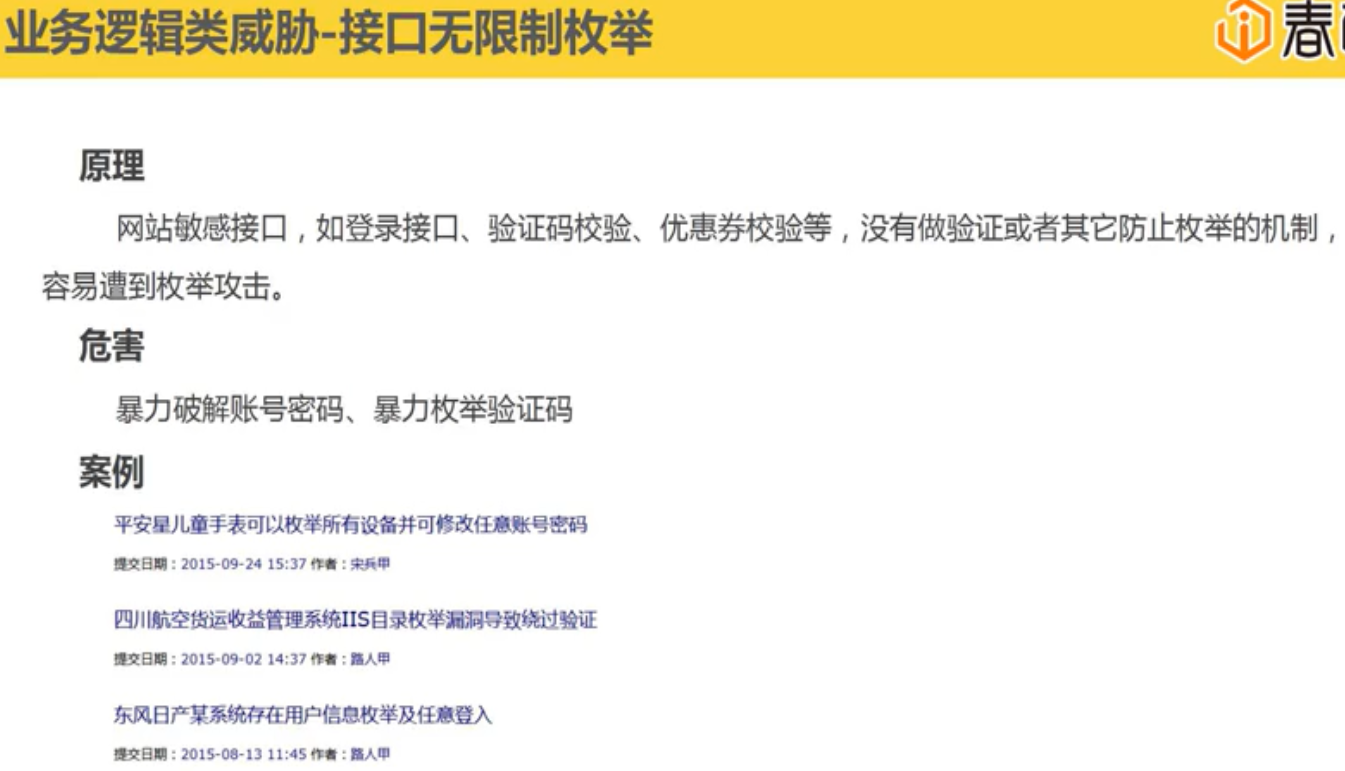 业务逻辑类威胁-接口无限制枚举
春
原理
网站敏感接口，如登录接口、验证码校验、优惠券校验等，没有做验证或者其它防止枚举的机制，
容易遭到枚举攻击。
危害
暴力破解账号密码、暴力枚举验证码
案例
平安星儿童手表可以枚举所有设备并可修改任意账号密码
提交日期：2015-09-24 15:37 作者：宋兵甲
四川航空货运收益管理系统IIS目录枚举漏洞导致绕过验证
提交日期：2015-09-02 14:37 作者：路人甲
东风日产某系统存在用户信息枚举及任意登入
提交日期：2015-08-13 11:45 作者：路人甲